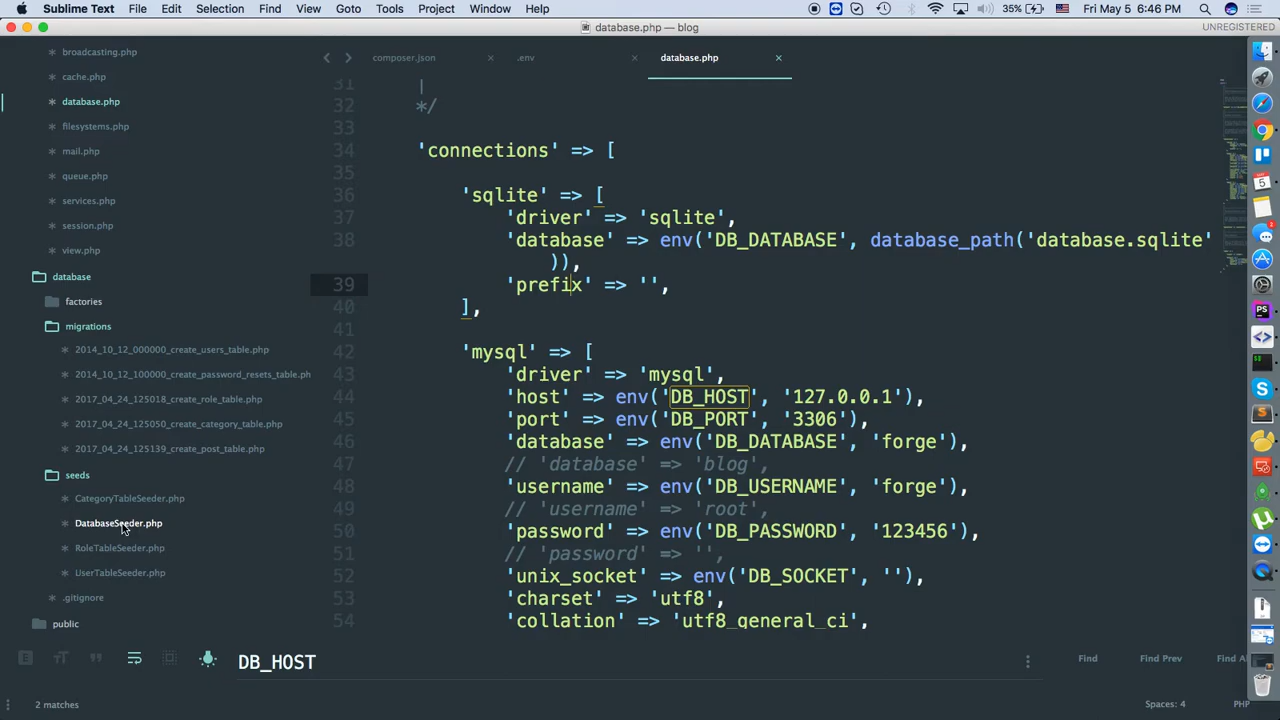 Sublime Text File Edit Selection Find View Goto Tools Project Window Help 35% Fri May 5 6:46 PM
database.php — blog UNREGISTERED
broadcasting.php
cache.php
database.php
filesystems.php
mail.php
queue.php
services.php
session.php
view.php
database
factories
migrations
2014_10_12_000000_create_users_table.php
2014_10_12_100000_create_password_resets_table.ph
2017_04_24_125018_create_role_table.php
2017_04_24_125050_create_category_table.php
2017_04_24_125139_create_post_table.php
seeds
CategoryTableSeeder.php
DatabaseSeeder.php
RoleTableSeeder.php
UserTableSeeder.php
.gitignore
public
composer.json .env database.php
31 |
32 */
33
34 'connections' => [
35
36 'sqlite' => [
37 'driver' => 'sqlite',
38 'database' => env('DB_DATABASE', database_path('database.sqlite'
)),
39 'prefix' => '',
40 ],
41
42 'mysql' => [
43 'driver' => 'mysql',
44 'host' => env('DB_HOST', '127.0.0.1'),
45 'port' => env('DB_PORT', '3306'),
46 'database' => env('DB_DATABASE', 'forge'),
47 // 'database' => 'blog',
48 'username' => env('DB_USERNAME', 'forge'),
49 // 'username' => 'root',
50 'password' => env('DB_PASSWORD', '123456'),
51 // 'password' => '',
52 'unix_socket' => env('DB_SOCKET', ''),
53 'charset' => 'utf8',
54 'collation' => 'utf8_general_ci',
DB_HOST Find Find Prev Find Al
2 matches Spaces: 4 PHP